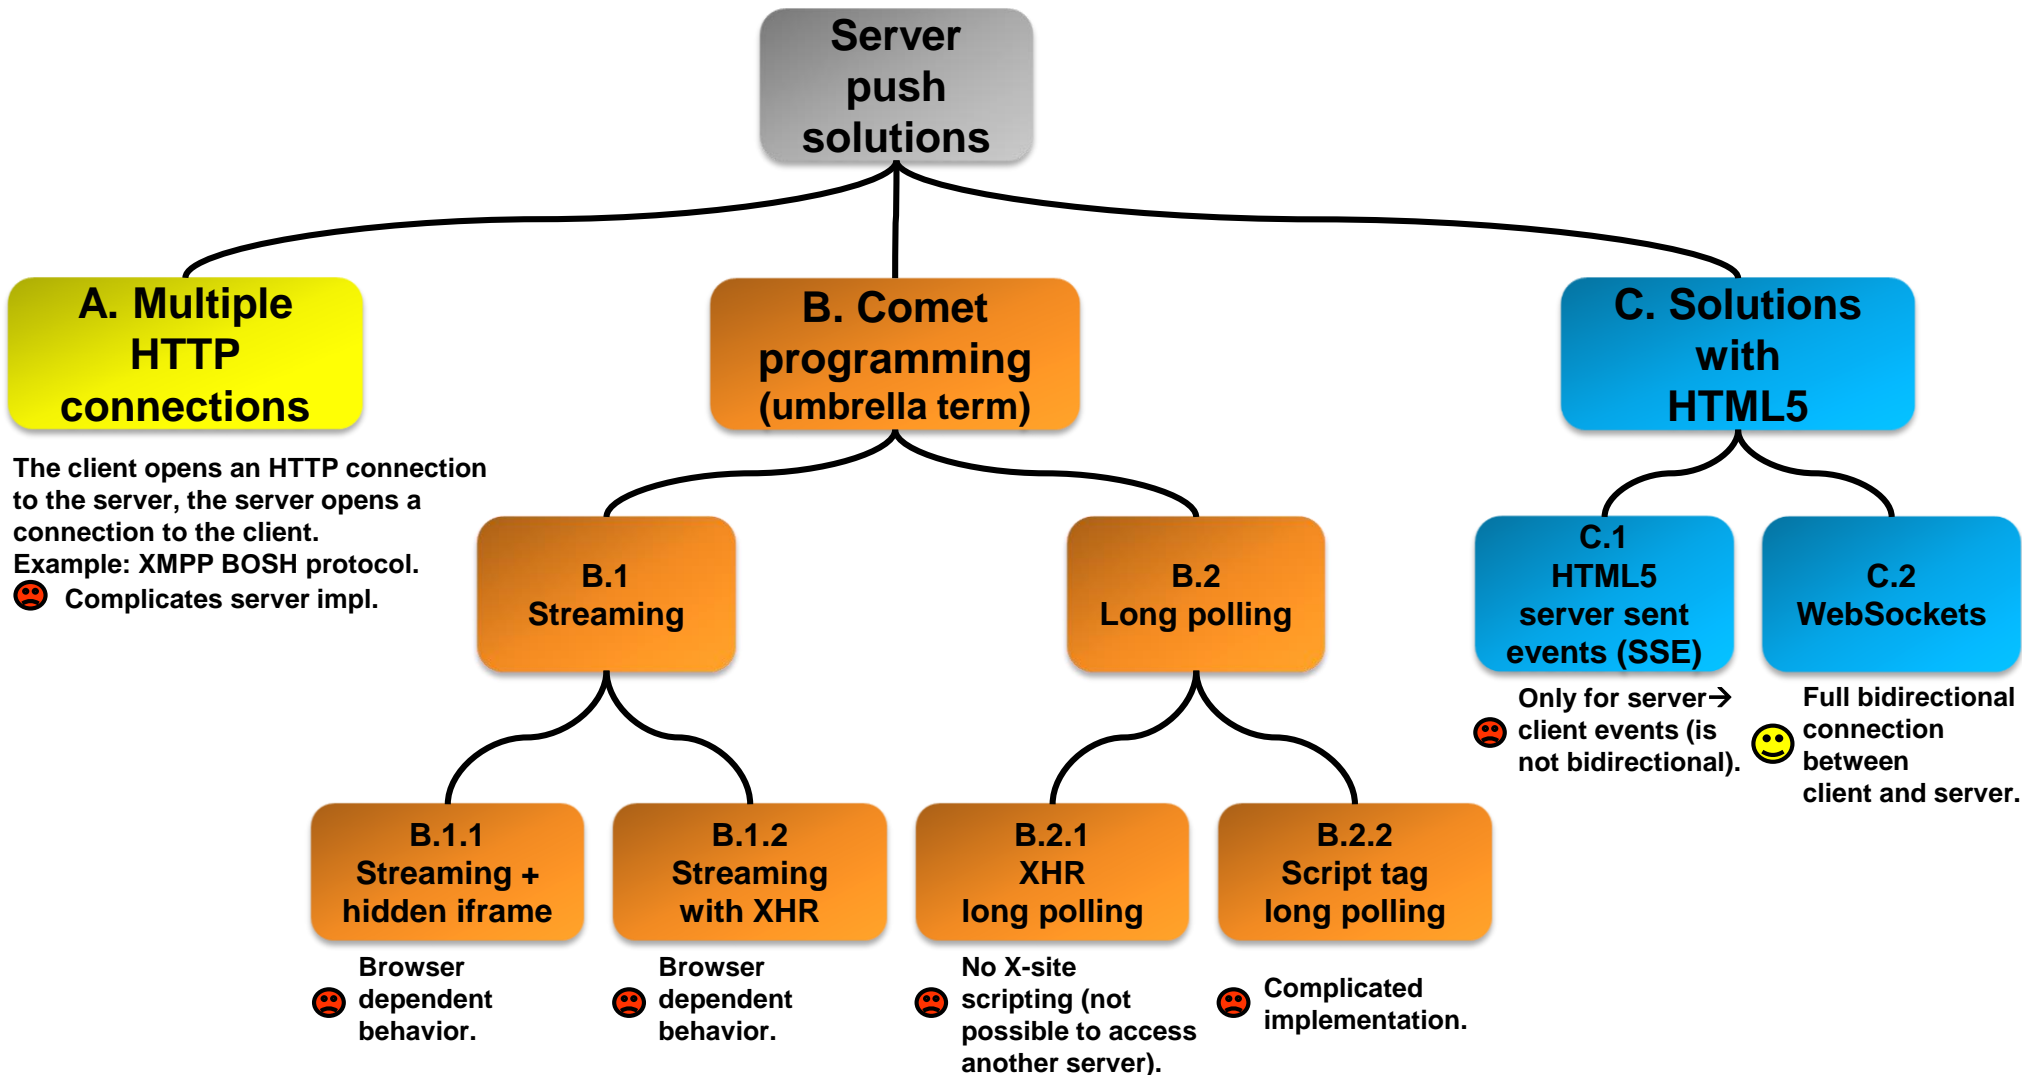 Server
push
solutions
A. Multiple
HTTP
connections
B. Comet
programming
(umbrella term)
C. Solutions
with
HTML5
The client opens an HTTP connection
to the server, the server opens a
connection to the client.
Example: XMPP BOSH protocol.
Complicates server impl.
B.1
Streaming
B.2
Long polling
C.1
HTML5
server sent
events (SSE)
C.2
WebSockets
Only for server→
client events (is
not bidirectional).
Full bidirectional
connection
between
client and server.
B.1.1
Streaming +
hidden iframe
B.1.2
Streaming
with XHR
B.2.1
XHR
long polling
B.2.2
Script tag
long polling
Browser
dependent
behavior.
Browser
dependent
behavior.
No X-site
scripting (not
possible to access
another server).
Complicated
implementation.